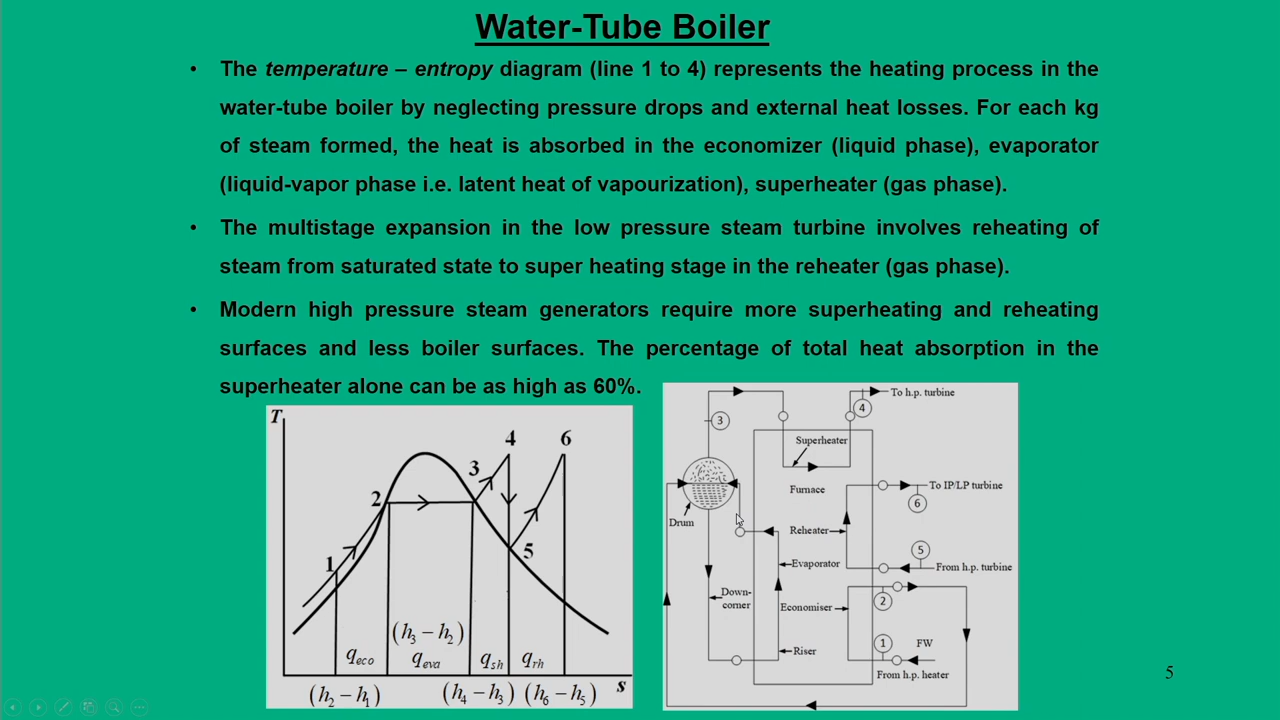 Water-Tube Boiler
• The temperature – entropy diagram (line 1 to 4) represents the heating process in the
water-tube boiler by neglecting pressure drops and external heat losses. For each kg
of steam formed, the heat is absorbed in the economizer (liquid phase), evaporator
(liquid-vapor phase i.e. latent heat of vapourization), superheater (gas phase).
• The multistage expansion in the low pressure steam turbine involves reheating of
steam from saturated state to super heating stage in the reheater (gas phase).
• Modern high pressure steam generators require more superheating and reheating
surfaces and less boiler surfaces. The percentage of total heat absorption in the
superheater alone can be as high as 60%.
T
4
6
3
2
5
1
(h3 – h2)
qeco
qeva
qsh
qrh
s
(h2 – h1)
(h4 – h3)
(h6 – h5)
To h.p. turbine
4
3
Superheater
Furnace
To IP/LP turbine
6
Drum
Reheater
5
Evaporator
From h.p. turbine
Down-
corner
Economiser
2
1
FW
Riser
From h.p. heater
5